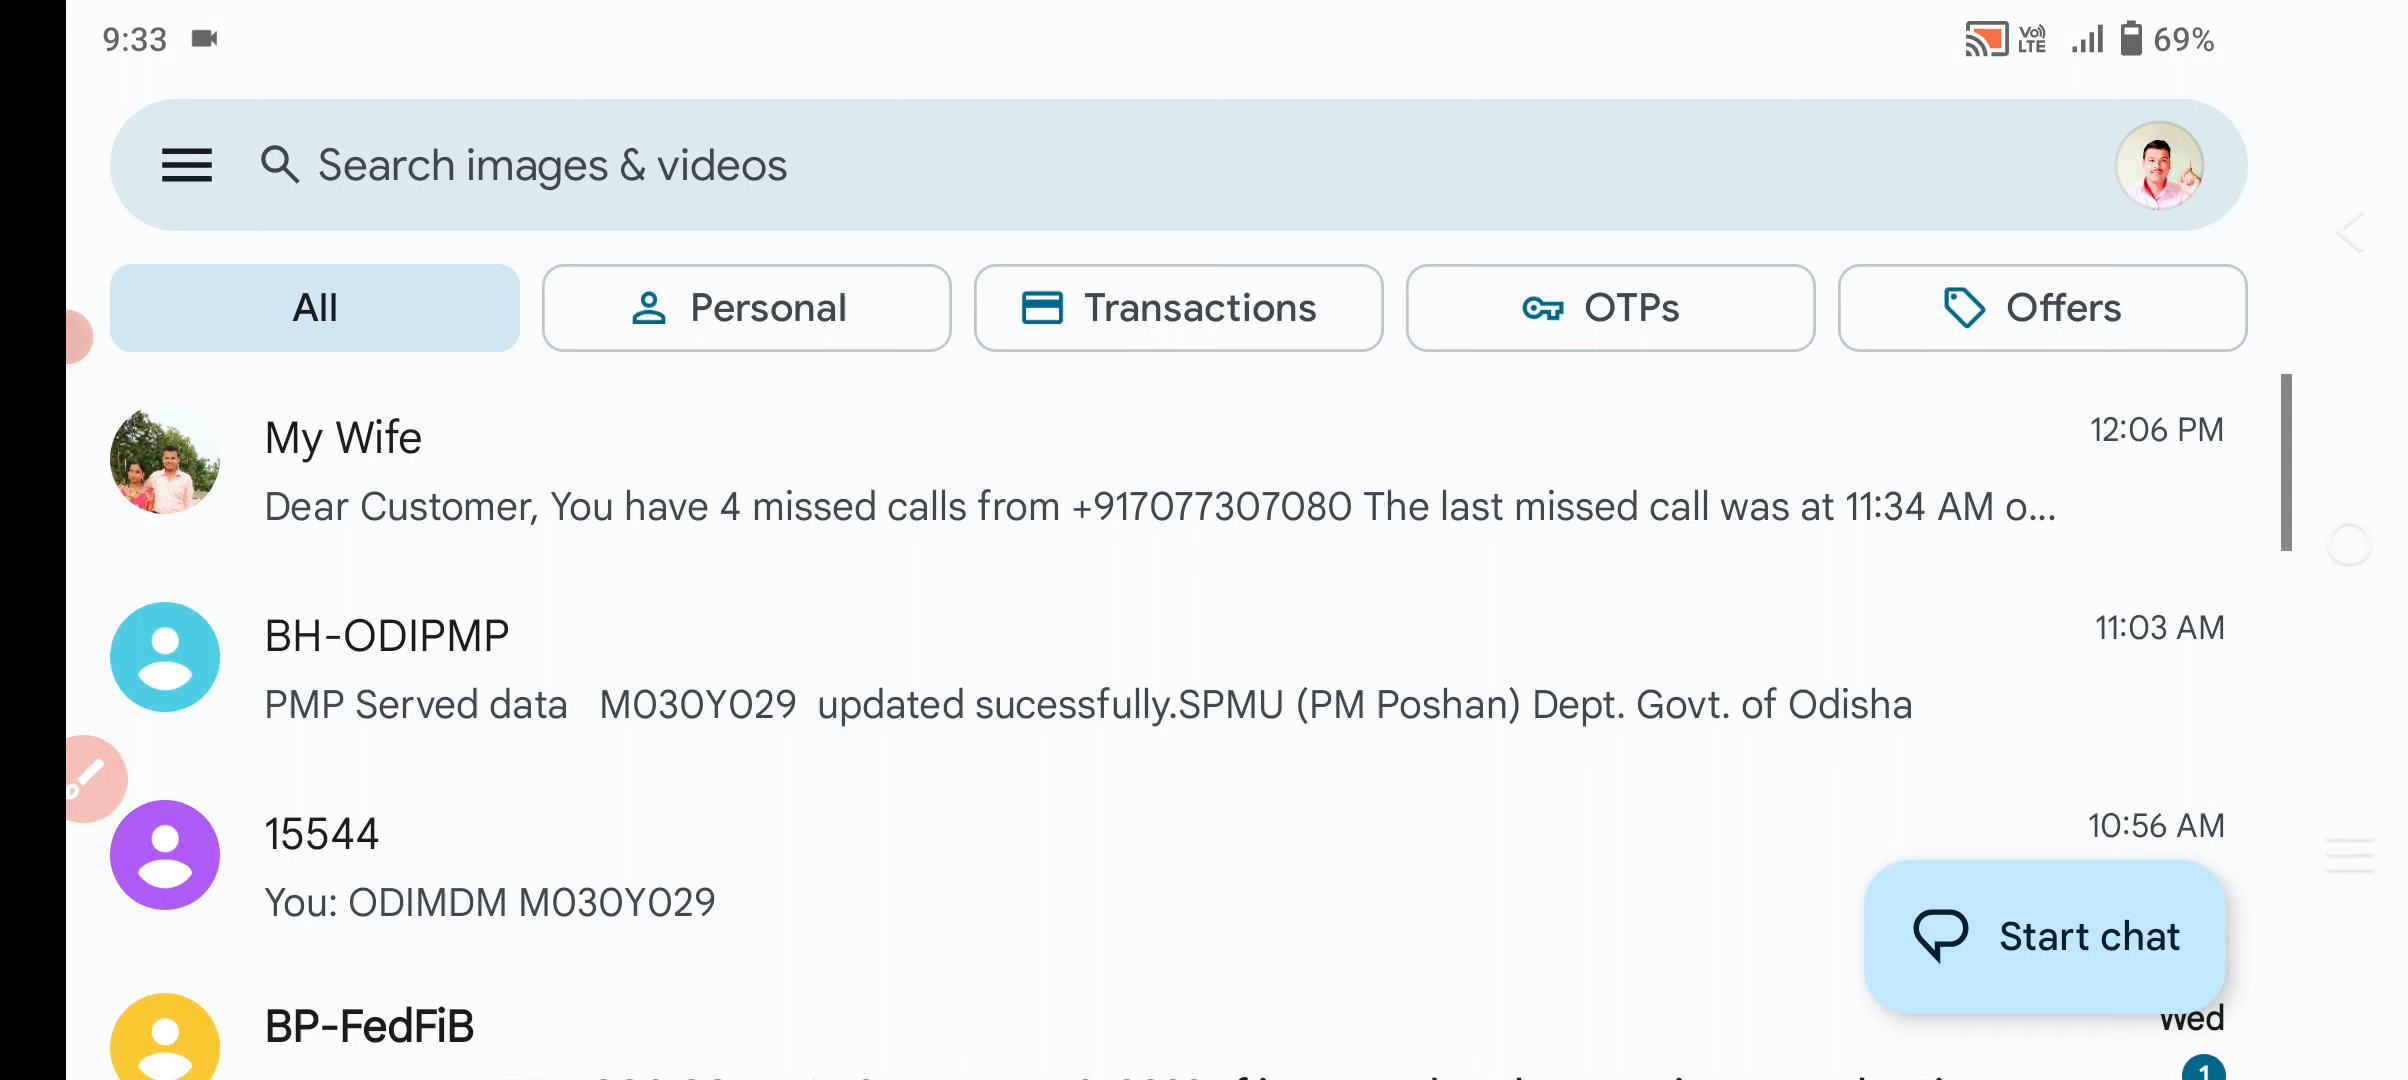 9:33 Vo) LTE 69%
Search images & videos
All Personal Transactions OTPs Offers
My Wife 12:06 PM
Dear Customer, You have 4 missed calls from +917077307080 The last missed call was at 11:34 AM o...
BH-ODIPMP 11:03 AM
PMP Served data M030Y029 updated sucessfully.SPMU (PM Poshan) Dept. Govt. of Odisha
15544 10:56 AM
You: ODIMDM M030Y029
Start chat
BP-FedFiB Wed
1